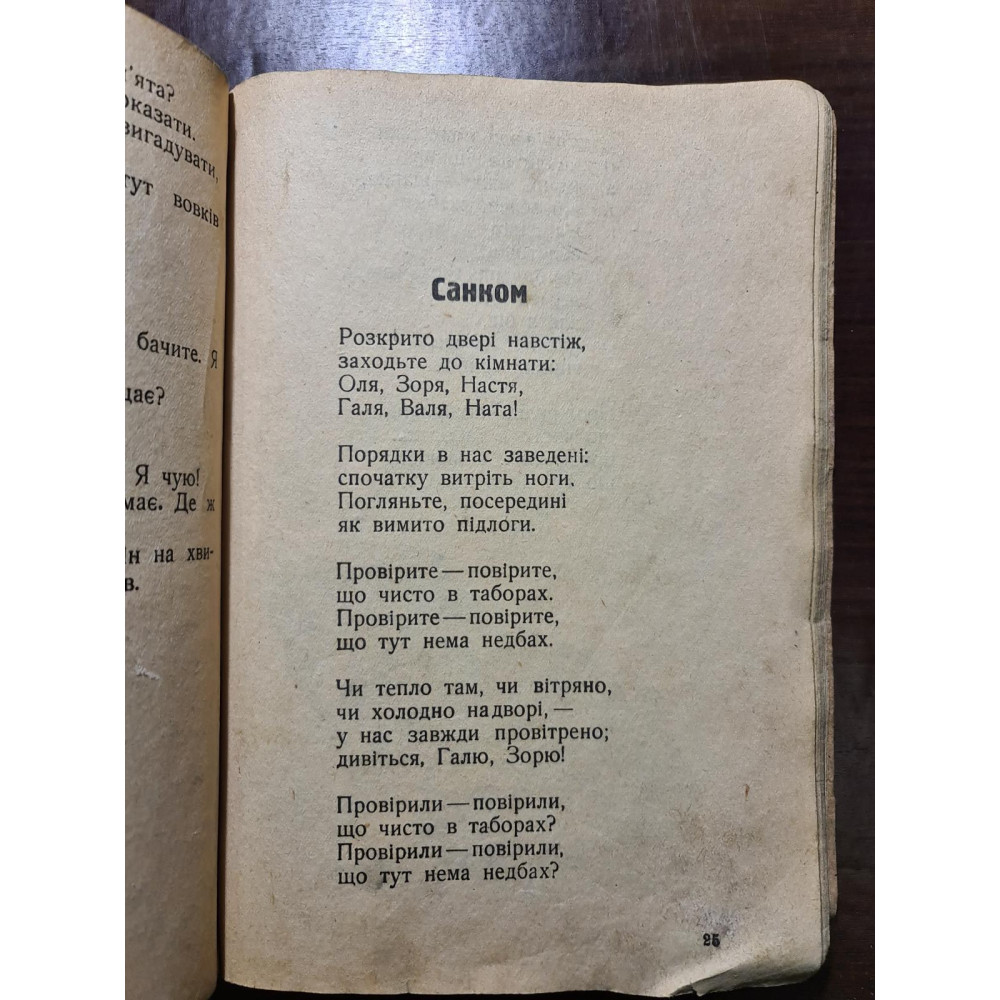 'ята?
оказати.
вигадувати,
тут вовків
бачите. Я
цає?
Я чую!
має. Де ж
ін на хви-
в.
Санком
Розкрито двері навстіж,
заходьте до кімнати:
Оля, Зоря, Настя,
Галя, Валя, Ната!
Порядки в нас заведені:
спочатку витріть ноги.
Погляньте, посередині
як вимито підлоги.
Провірите — повірите,
що чисто в таборах.
Провірите — повірите,
що тут нема недбах.
Чи тепло там, чи вітряно,
чи холодно надворі, —
у нас завжди провітрено;
дивіться, Галю, Зорю!
Провірили — повірили,
що чисто в таборах?
Провірили — повірили,
що тут нема недбах?
25